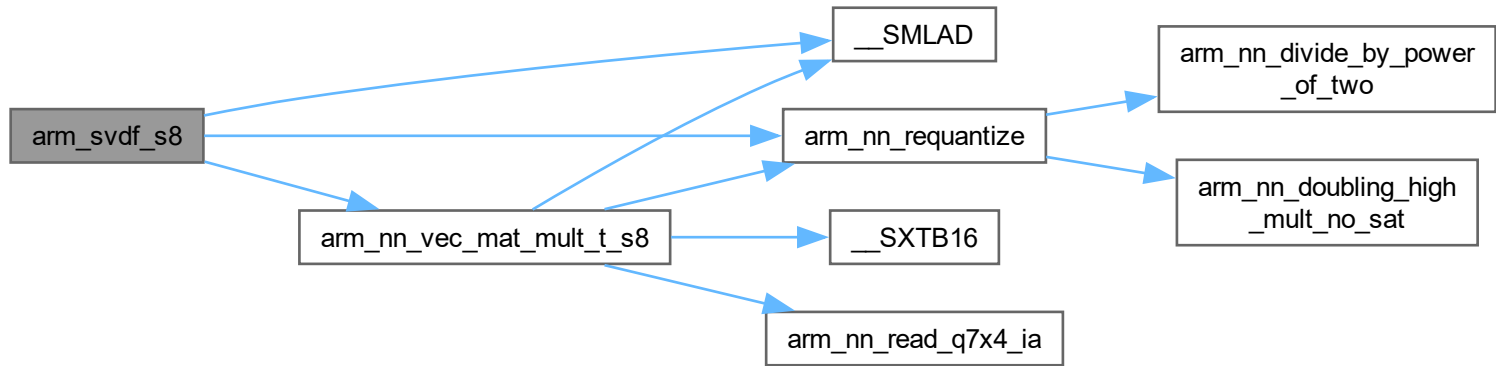 arm_svdf_s8
__SMLAD
arm_nn_vec_mat_mult_t_s8
arm_nn_requantize
__SXTB16
arm_nn_read_q7x4_ia
arm_nn_divide_by_power
_of_two
arm_nn_doubling_high
_mult_no_sat